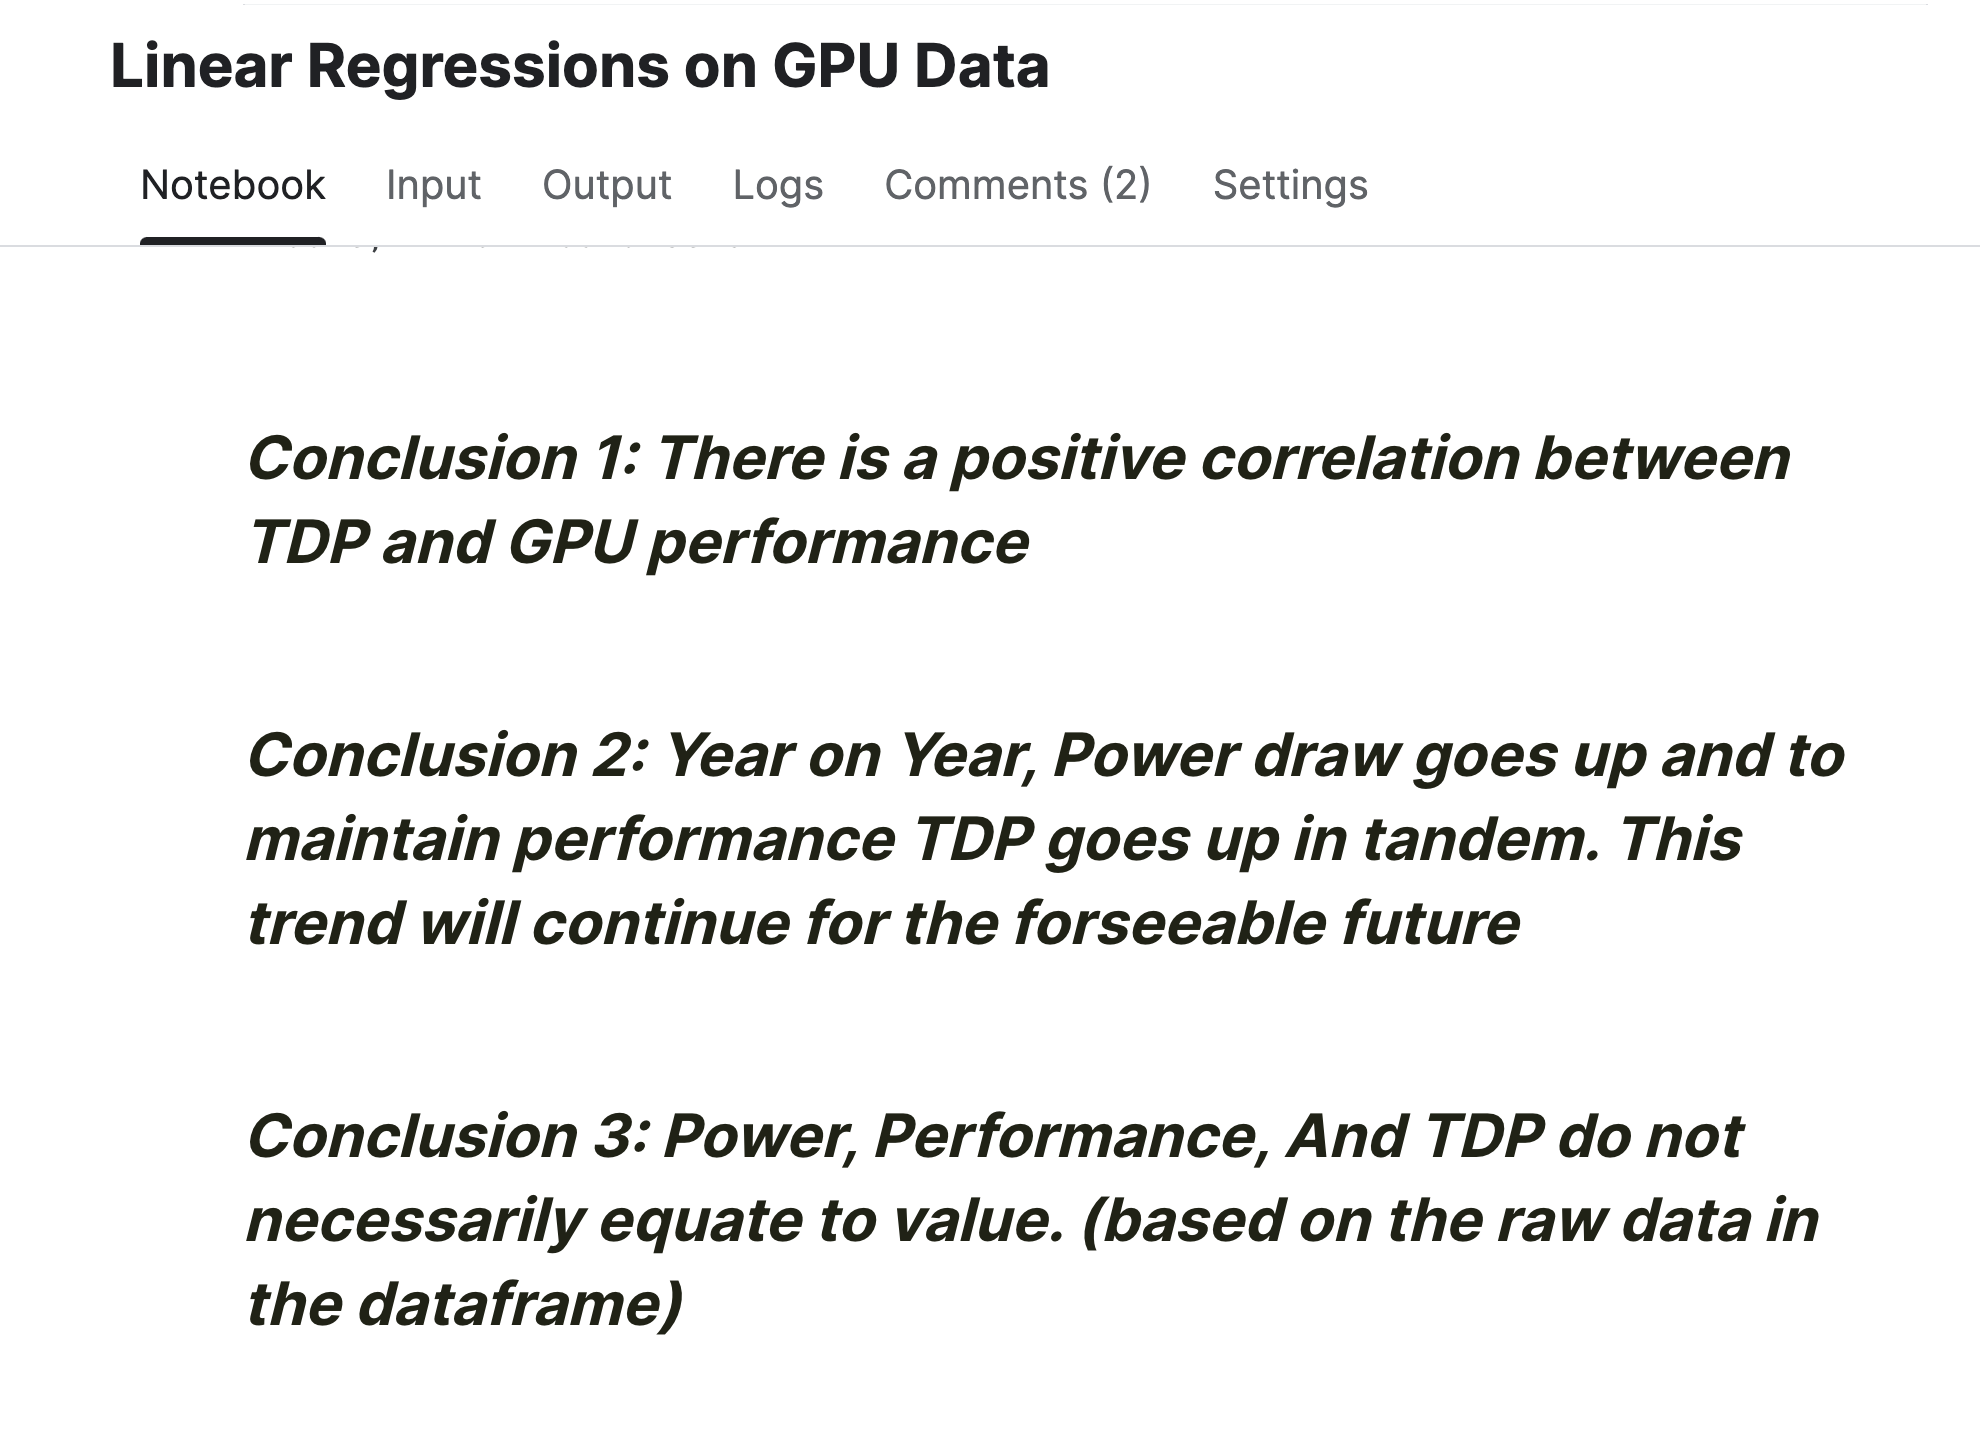 Linear Regressions on GPU Data
Notebook Input Output Logs Comments (2) Settings
Conclusion 1: There is a positive correlation between
TDP and GPU performance
Conclusion 2: Year on Year, Power draw goes up and to
maintain performance TDP goes up in tandem. This
trend will continue for the forseeable future
Conclusion 3: Power, Performance, And TDP do not
necessarily equate to value. (based on the raw data in
the dataframe)